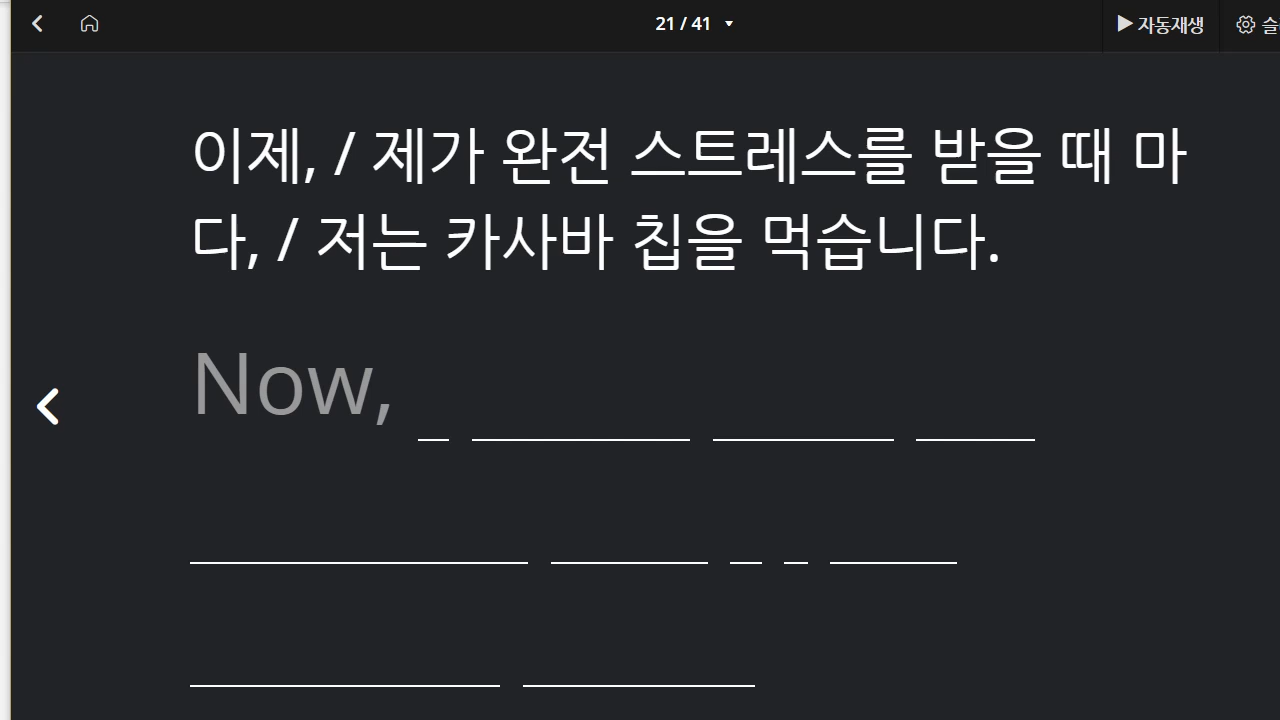 21 / 41
자동재생
슬
이제, / 제가 완전 스트레스를 받을 때 마
다, / 저는 카사바 칩을 먹습니다.
Now,